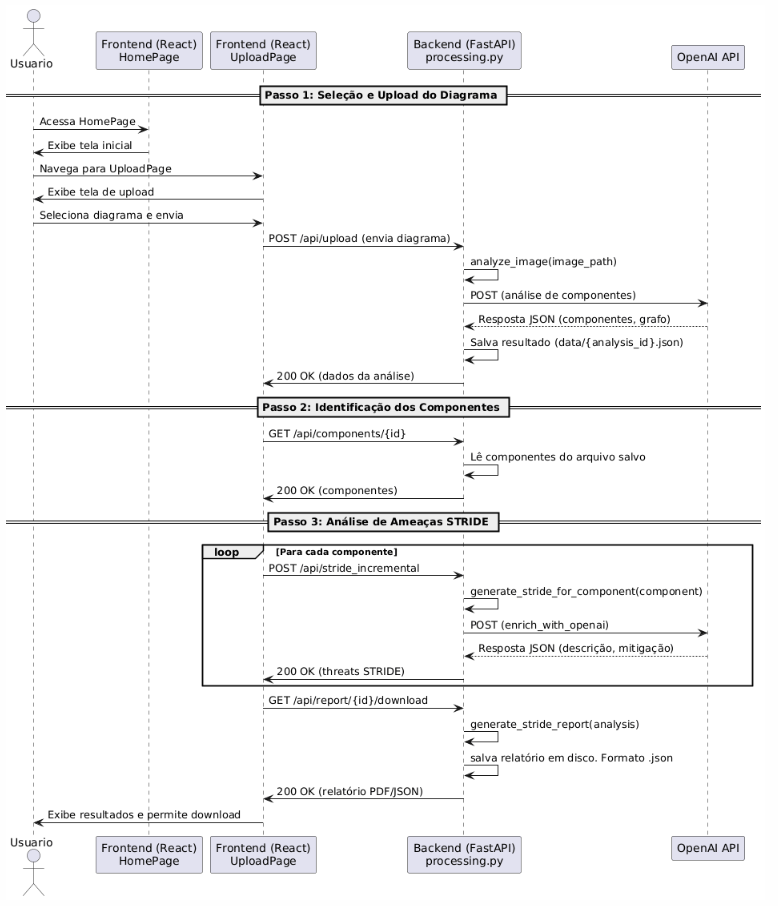 Usuario
Frontend (React)
HomePage
Frontend (React)
UploadPage
Backend (FastAPI)
processing.py
OpenAI API
Passo 1: Seleção e Upload do Diagrama
Acessa HomePage
Exibe tela inicial
Navega para UploadPage
Exibe tela de upload
Seleciona diagrama e envia
POST /api/upload (envia diagrama)
analyze_image(image_path)
POST (análise de componentes)
Resposta JSON (componentes, grafo)
Salva resultado (data/{analysis_id}.json)
200 OK (dados da análise)
Passo 2: Identificação dos Componentes
GET /api/components/{id}
Lê componentes do arquivo salvo
200 OK (componentes)
Passo 3: Análise de Ameaças STRIDE
loop [Para cada componente]
POST /api/stride_incremental
generate_stride_for_component(component)
POST (enrich_with_openai)
Resposta JSON (descrição, mitigação)
200 OK (threats STRIDE)
GET /api/report/{id}/download
generate_stride_report(analysis)
salva relatório em disco. Formato .json
200 OK (relatório PDF/JSON)
Exibe resultados e permite download
Usuario
Frontend (React)
HomePage
Frontend (React)
UploadPage
Backend (FastAPI)
processing.py
OpenAI API